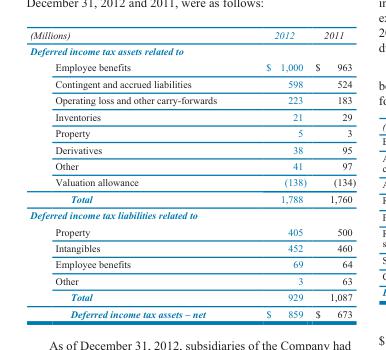 December 31, 2012 and 2011, were as follows:
(Millions) 2012 2011
Deferred income tax assets related to
Employee benefits $ 1,000 $ 963
Contingent and accrued liabilities 598 524
Operating loss and other carry-forwards 223 183
Inventories 21 29
Property 5 3
Derivatives 38 95
Other 41 97
Valuation allowance (138) (134)
Total 1,788 1,760
Deferred income tax liabilities related to
Property 405 500
Intangibles 452 460
Employee benefits 69 64
Other 3 63
Total 929 1,087
Deferred income tax assets – net $ 859 $ 673
As of December 31, 2012, subsidiaries of the Company had